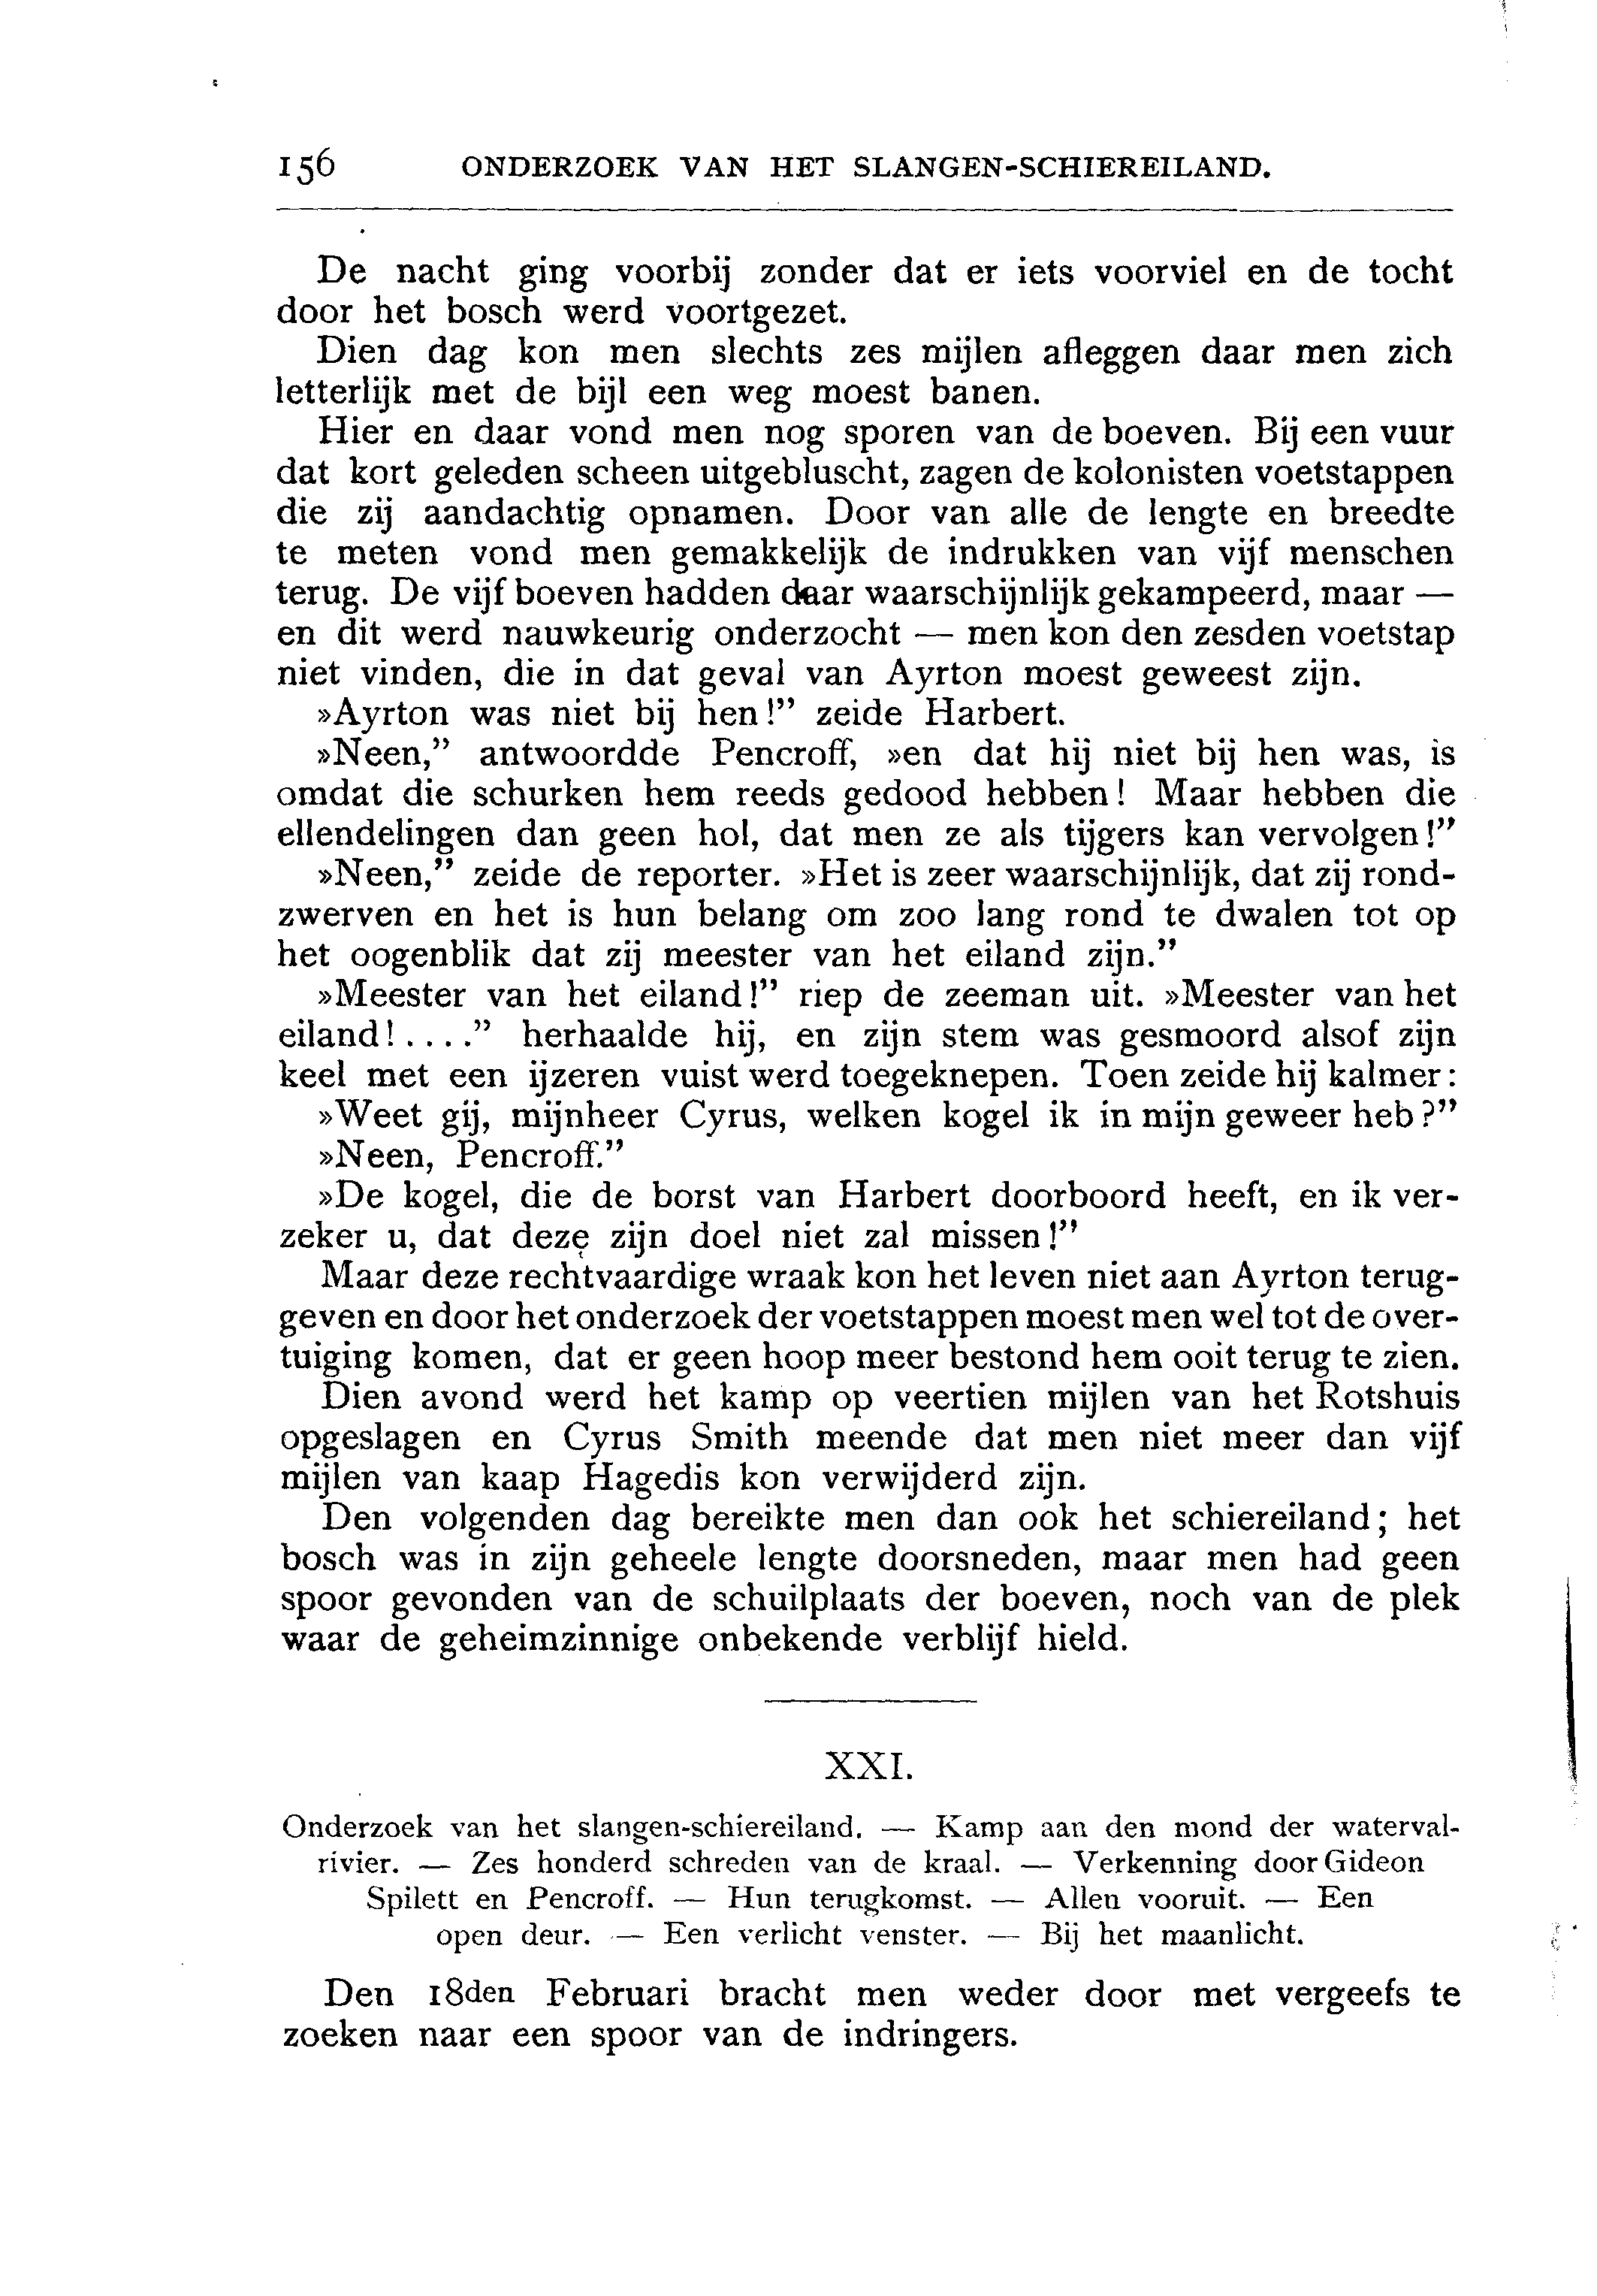 156 ONDERZOEK VAN HET SLANGEN-SCHIEREILAND.
De nacht ging voorbij zonder dat er iets voorviel en de tocht
door het bosch werd voortgezet.
Dien dag kon men slechts zes mijlen afleggen daar men zich
letterlijk met de bijl een weg moest banen.
Hier en daar vond men nog sporen van de boeven. Bij een vuur
dat kort geleden scheen uitgebluscht, zagen de kolonisten voetstappen
die zij aandachtig opnamen. Door van alle de lengte en breedte
te meten vond men gemakkelijk de indrukken van vijf menschen
terug. De vijf boeven hadden daar waarschijnlijk gekampeerd, maar —
en dit werd nauwkeurig onderzocht — men kon den zesden voetstap
niet vinden, die in dat geval van Ayrton moest geweest zijn.
»Ayrton was niet bij hen!” zeide Harbert.
»Neen,” antwoordde Pencroff, »en dat hij niet bij hen was, is
omdat die schurken hem reeds gedood hebben! Maar hebben die
ellendelingen dan geen hol, dat men ze als tijgers kan vervolgen!”
»Neen,” zeide de reporter. »Het is zeer waarschijnlijk, dat zij rond-
zwerven en het is hun belang om zoo lang rond te dwalen tot op
het oogenblik dat zij meester van het eiland zijn.”
»Meester van het eiland!” riep de zeeman uit. »Meester van het
eiland!....” herhaalde hij, en zijn stem was gesmoord alsof zijn
keel met een ijzeren vuist werd toegeknepen. Toen zeide hij kalmer:
»Weet gij, mijnheer Cyrus, welken kogel ik in mijn geweer heb?”
»Neen, Pencroff.”
»De kogel, die de borst van Harbert doorboord heeft, en ik ver-
zeker u, dat deze zijn doel niet zal missen!”
Maar deze rechtvaardige wraak kon het leven niet aan Ayrton terug-
geven en door het onderzoek der voetstappen moest men wel tot de over-
tuiging komen, dat er geen hoop meer bestond hem ooit terug te zien.
Dien avond werd het kamp op veertien mijlen van het Rotshuis
opgeslagen en Cyrus Smith meende dat men niet meer dan vijf
mijlen van kaap Hagedis kon verwijderd zijn.
Den volgenden dag bereikte men dan ook het schiereiland; het
bosch was in zijn geheele lengte doorsneden, maar men had geen
spoor gevonden van de schuilplaats der boeven, noch van de plek
waar de geheimzinnige onbekende verblijf hield.
XXI.
Onderzoek van het slangen-schiereiland. — Kamp aan den mond der waterval-
rivier. — Zes honderd schreden van de kraal. — Verkenning door Gideon
Spilett en Pencroff. — Hun terugkomst. — Allen vooruit. — Een
open deur. — Een verlicht venster. — Bij het maanlicht.
Den 18den Februari bracht men weder door met vergeefs te
zoeken naar een spoor van de indringers.